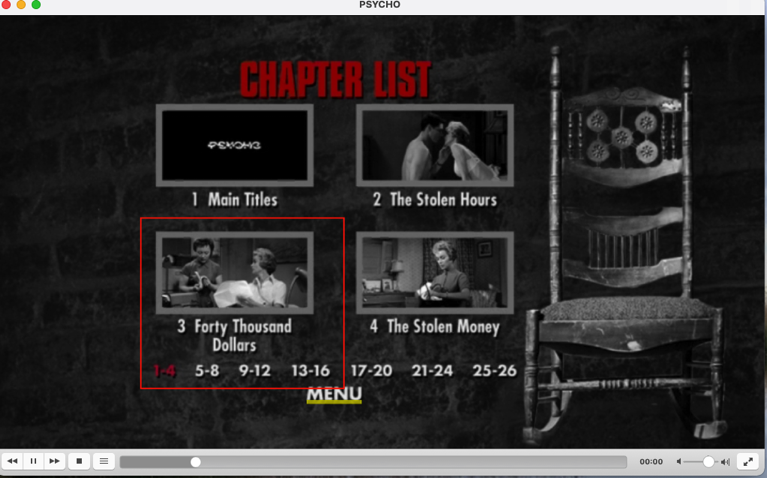 PSYCHO
CHAPTER LIST
PSYCHO
1 Main Titles
2 The Stolen Hours
3 Forty Thousand
Dollars
4 The Stolen Money
1-4 5-8 9-12 13-16 17-20 21-24 25-26
MENU
00:00